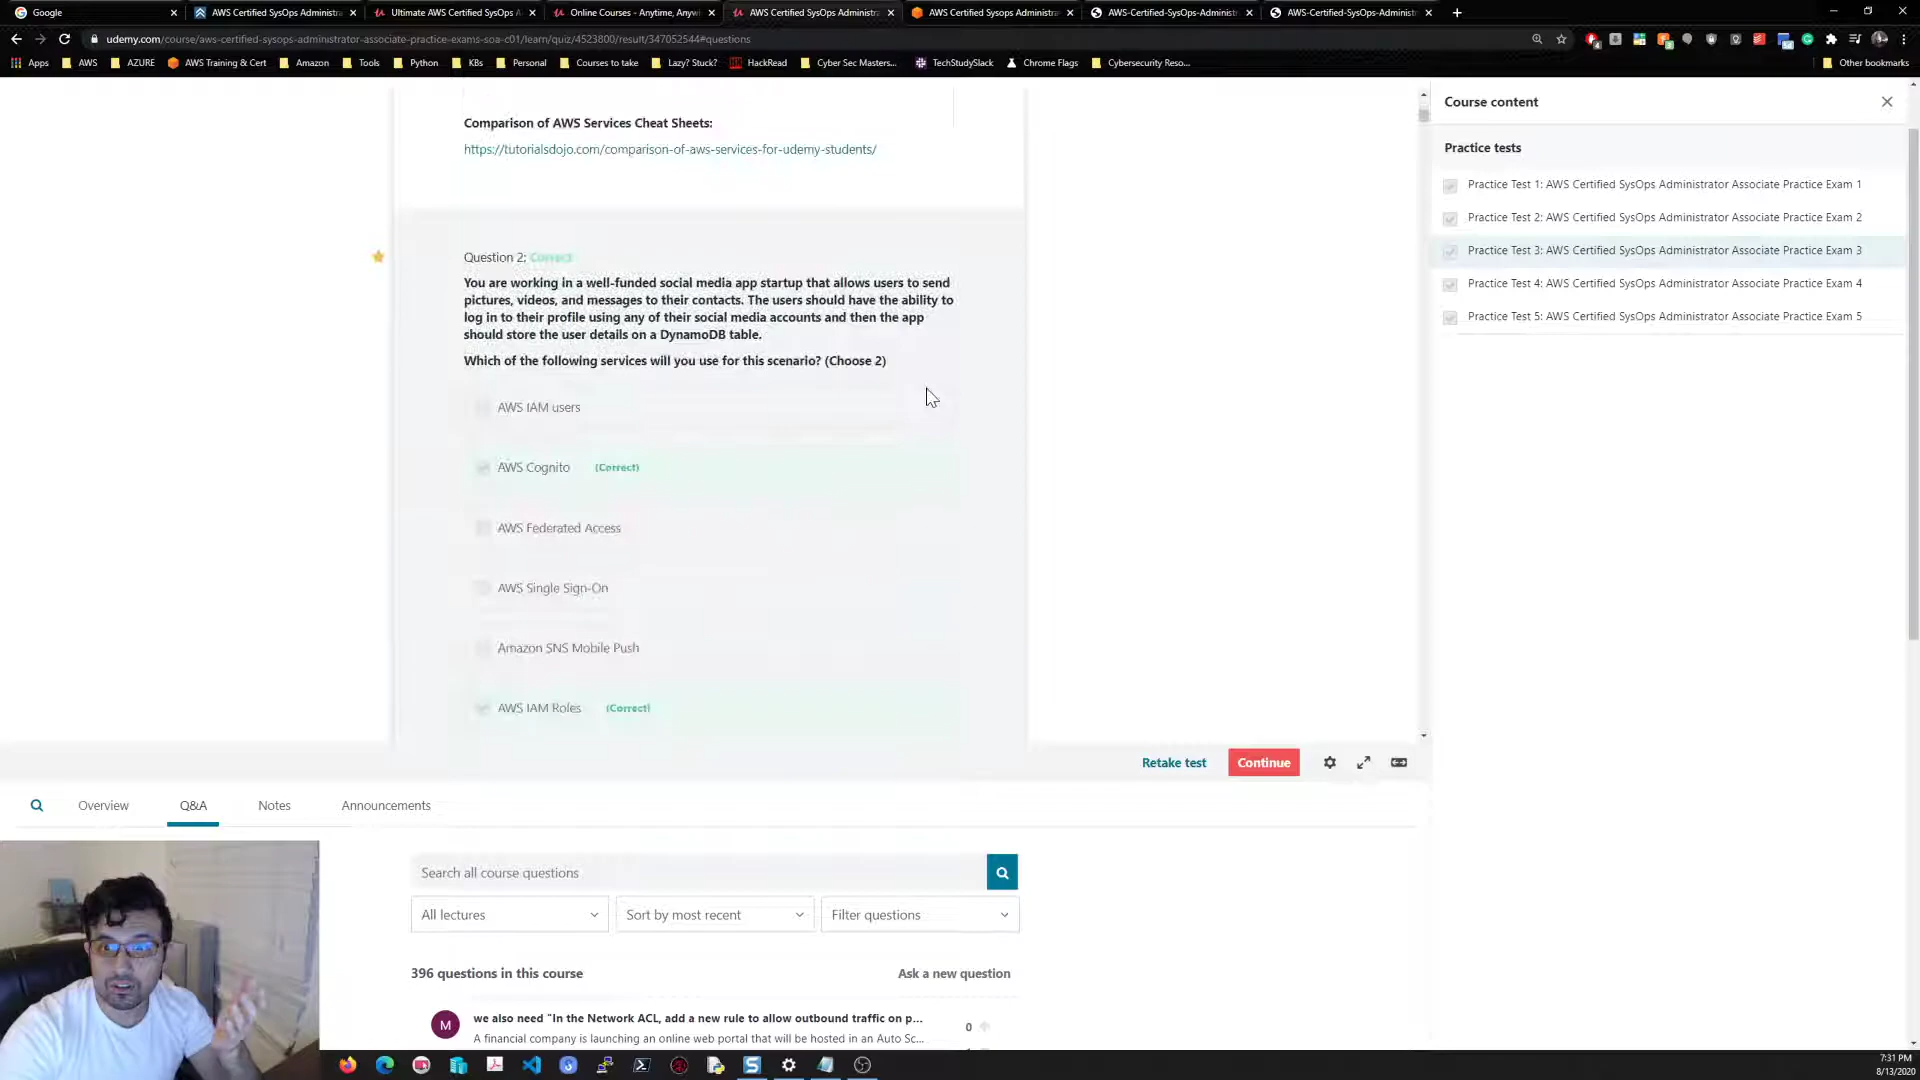 Google
AWS Certified SysOps Administra
Ultimate AWS Certified SysOps A
Online Courses - Anytime, Anyw
AWS Certified SysOps Administra
AWS Certified Sysops Administra
AWS-Certified-SysOps-Administ
AWS-Certified-SysOps-Administ
udemy.com/course/aws-certified-sysops-administrator-associate-practice-exams-soa-c01/learn/quiz/4523800/result/347052544#questions
Apps AWS AZURE AWS Training & Cert Amazon Tools Python KBs Personal Courses to take Lazy? Stuck? HackRead Cyber Sec Masters... TechStudySlack Chrome Flags Cybersecurity Reso... Other bookmarks
Comparison of AWS Services Cheat Sheets:
https://tutorialsdojo.com/comparison-of-aws-services-for-udemy-students/
Question 2: Correct
You are working in a well-funded social media app startup that allows users to send
pictures, videos, and messages to their contacts. The users should have the ability to
log in to their profile using any of their social media accounts and then the app
should store the user details on a DynamoDB table.
Which of the following services will you use for this scenario? (Choose 2)
AWS IAM users
AWS Cognito (Correct)
AWS Federated Access
AWS Single Sign-On
Amazon SNS Mobile Push
AWS IAM Roles (Correct)
Course content
Practice tests
Practice Test 1: AWS Certified SysOps Administrator Associate Practice Exam 1
Practice Test 2: AWS Certified SysOps Administrator Associate Practice Exam 2
Practice Test 3: AWS Certified SysOps Administrator Associate Practice Exam 3
Practice Test 4: AWS Certified SysOps Administrator Associate Practice Exam 4
Practice Test 5: AWS Certified SysOps Administrator Associate Practice Exam 5
Retake test Continue
Overview Q&A Notes Announcements
Search all course questions
All lectures Sort by most recent Filter questions
396 questions in this course Ask a new question
M
we also need "In the Network ACL, add a new rule to allow outbound traffic on p...
0
A financial company is launching an online web portal that will be hosted in an Auto Sc...
7:31 PM
8/13/2020